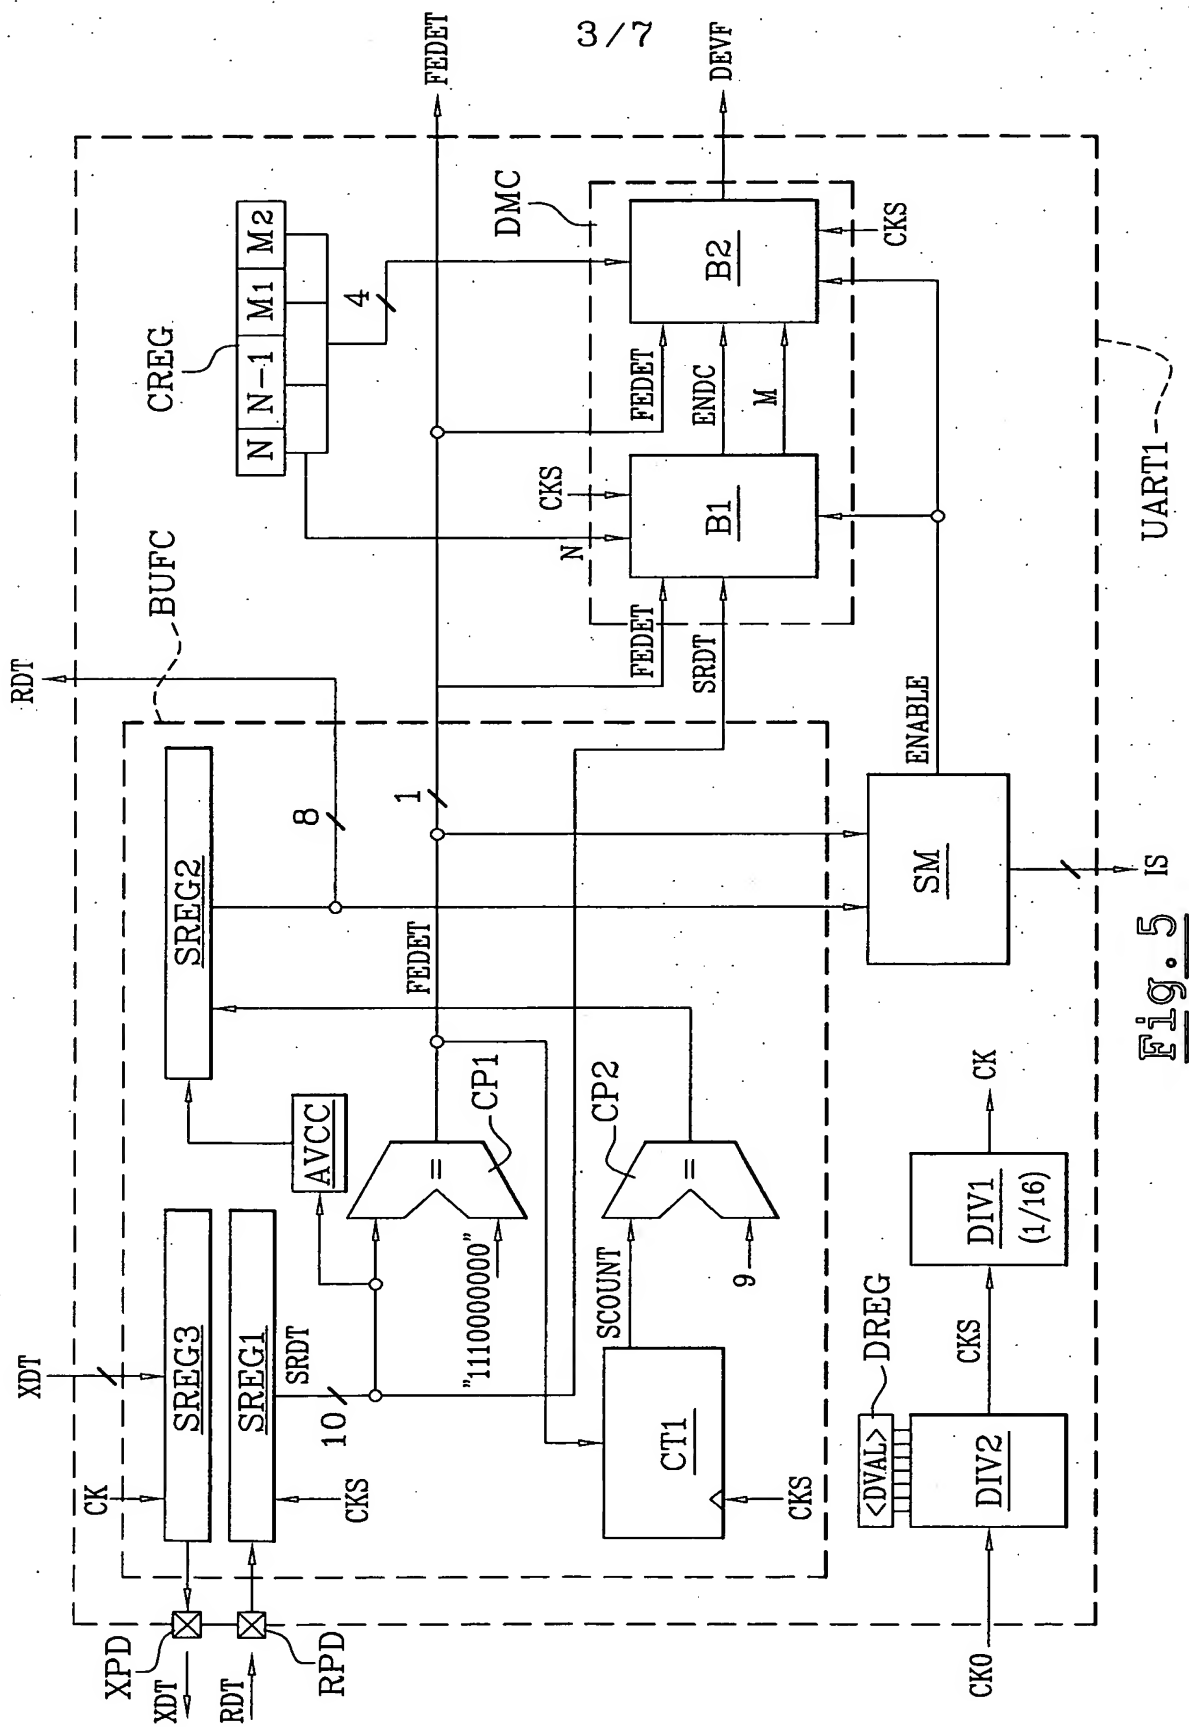 3/7
FEDET
DEVF
RDT
CREG
N N-1 M1 M2
4
DMC
B2
CKS
FEDET
ENDC
M
CKS
N
B1
UART1
BUFC
FEDET
SRDT
SREG2
8
1
FEDET
ENABLE
SM
IS
Fig.5
AVCC
CP1
=
"1110000000"
CP2
=
9
SCOUNT
CT1
CKS
XDT
SREG3
CK
SREG1
SRDT
10
CKS
XPD
XDT
RPD
RDT
DREG
<DVAL>
DIV2
CK0
CKS
DIV1
(1/16)
CK